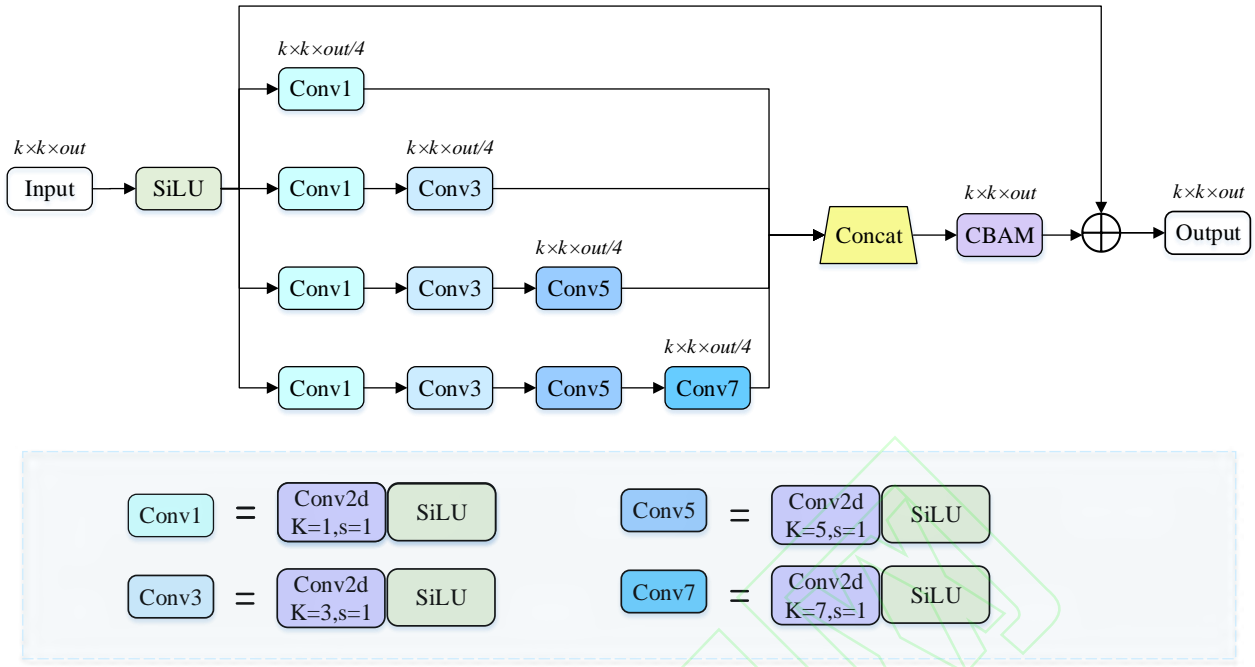 k×k×out/4
Conv1
k×k×out
k×k×out/4
Input
SiLU
Conv1
Conv3
k×k×out
k×k×out
Concat
CBAM
Output
k×k×out/4
Conv1
Conv3
Conv5
k×k×out/4
Conv1
Conv3
Conv5
Conv7
Conv1 = Conv2d
K=1,s=1
SiLU
Conv5 = Conv2d
K=5,s=1
SiLU
Conv3 = Conv2d
K=3,s=1
SiLU
Conv7 = Conv2d
K=7,s=1
SiLU